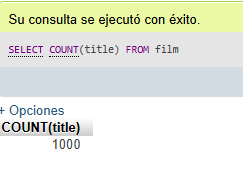 Su consulta se ejecutó con éxito.
SELECT COUNT(title) FROM film
+ Opciones
COUNT(title)
1000